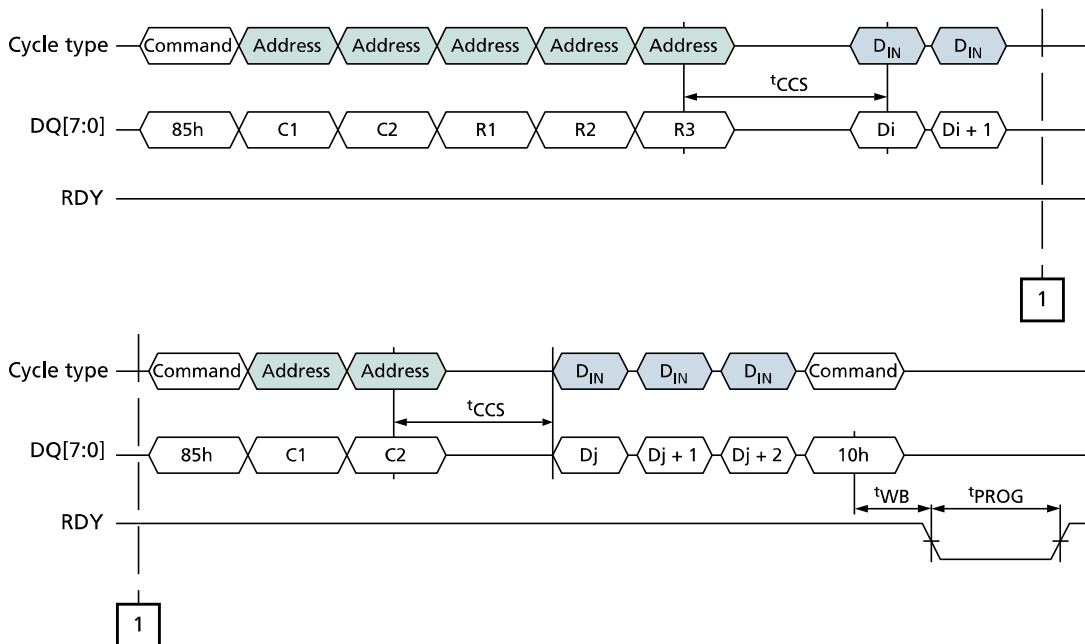 Cycle type Command Address Address Address Address Address DIN DIN
tCCS
DQ[7:0] 85h C1 C2 R1 R2 R3 Di Di + 1
RDY
1
Cycle type Command Address Address DIN DIN DIN Command
tCCS
DQ[7:0] 85h C1 C2 Dj Dj + 1 Dj + 2 10h
tWB tPROG
RDY
1